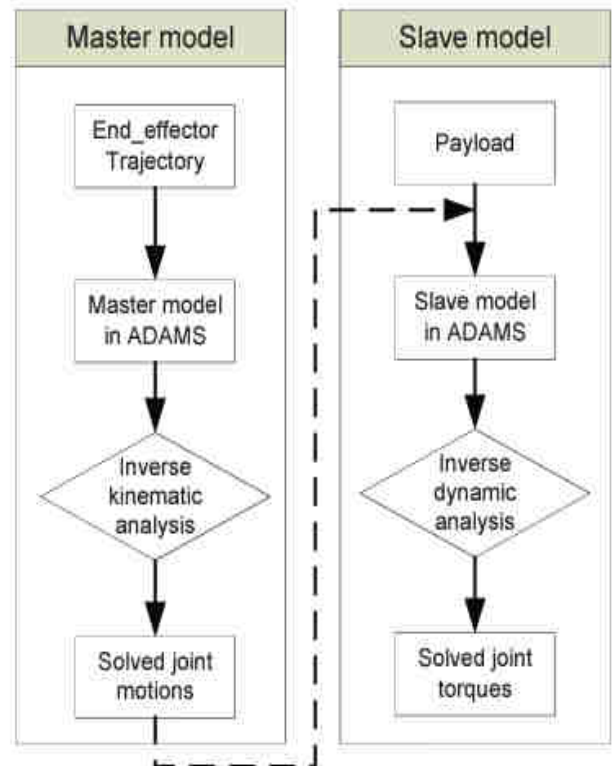 Master model
End_effector
Trajectory
Master model
in ADAMS
Inverse
kinematic
analysis
Solved joint
motions
Slave model
Payload
Slave model
in ADAMS
Inverse
dynamic
analysis
Solved joint
torques